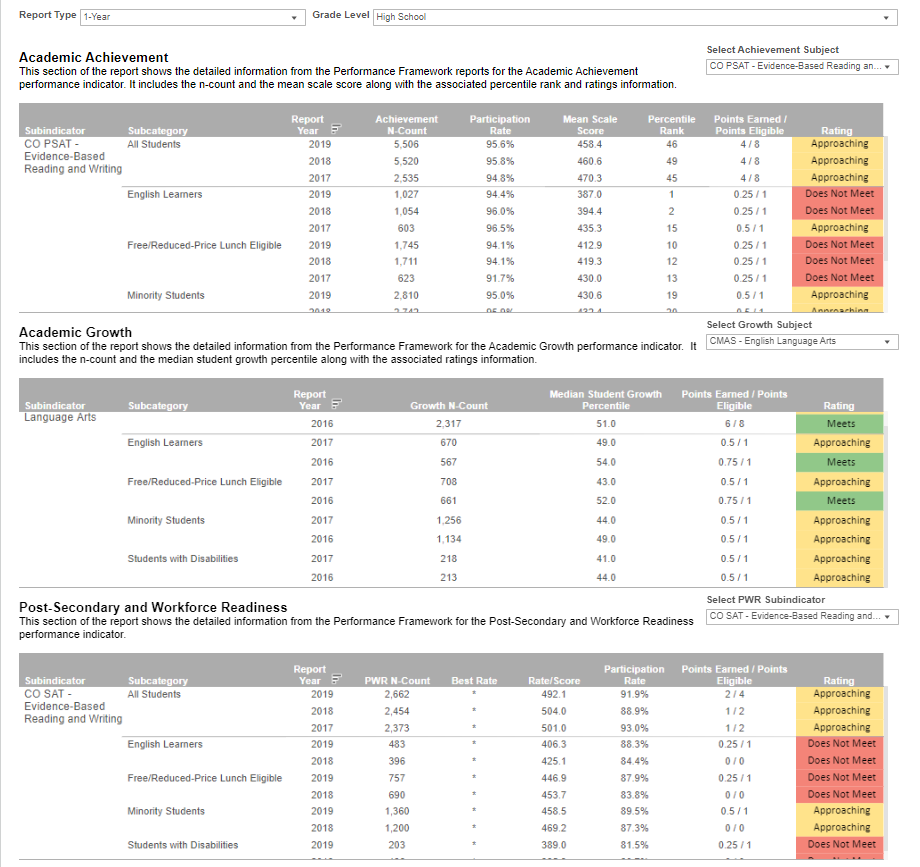 Report Type 1-Year Grade Level High School
Select Achievement Subject
CO PSAT - Evidence-Based Reading an...
Academic Achievement
This section of the report shows the detailed information from the Performance Framework reports for the Academic Achievement
performance indicator. It includes the n-count and the mean scale score along with the associated percentile rank and ratings information.
Subindicator Subcategory Report Year Achievement N-Count Participation Rate Mean Scale Score Percentile Rank Points Earned / Points Eligible Rating
CO PSAT - Evidence-Based Reading and Writing All Students 2019 5,506 95.6% 458.4 46 4 / 8 Approaching
2018 5,520 95.8% 460.6 49 4 / 8 Approaching
2017 2,535 94.8% 470.3 45 4 / 8 Approaching
English Learners 2019 1,027 94.4% 387.0 1 0.25 / 1 Does Not Meet
2018 1,054 96.0% 394.4 2 0.25 / 1 Does Not Meet
2017 603 96.5% 435.3 15 0.5 / 1 Approaching
Free/Reduced-Price Lunch Eligible 2019 1,745 94.1% 412.9 10 0.25 / 1 Does Not Meet
2018 1,711 94.1% 419.3 12 0.25 / 1 Does Not Meet
2017 623 91.7% 430.0 13 0.25 / 1 Does Not Meet
Minority Students 2019 2,810 95.0% 430.6 19 0.5 / 1 Approaching
Select Growth Subject
CMAS - English Language Arts
Academic Growth
This section of the report shows the detailed information from the Performance Framework for the Academic Growth performance indicator. It
includes the n-count and the median student growth percentile along with the associated ratings information.
Subindicator Subcategory Report Year Growth N-Count Median Student Growth Percentile Points Earned / Points Eligible Rating
Language Arts 2016 2,317 51.0 6 / 8 Meets
English Learners 2017 670 49.0 0.5 / 1 Approaching
2016 567 54.0 0.75 / 1 Meets
Free/Reduced-Price Lunch Eligible 2017 708 43.0 0.5 / 1 Approaching
2016 661 52.0 0.75 / 1 Meets
Minority Students 2017 1,256 44.0 0.5 / 1 Approaching
2016 1,134 49.0 0.5 / 1 Approaching
Students with Disabilities 2017 218 41.0 0.5 / 1 Approaching
2016 213 44.0 0.5 / 1 Approaching
Select PWR Subindicator
CO SAT - Evidence-Based Reading and...
Post-Secondary and Workforce Readiness
This section of the report shows the detailed information from the Performance Framework for the Post-Secondary and Workforce Readiness
performance indicator.
Subindicator Subcategory Report Year PWR N-Count Best Rate Rate/Score Participation Rate Points Earned / Points Eligible Rating
CO SAT - Evidence-Based Reading and Writing All Students 2019 2,662 * 492.1 91.9% 2 / 4 Approaching
2018 2,454 * 504.0 88.9% 1 / 2 Approaching
2017 2,373 * 501.0 93.0% 1 / 2 Approaching
English Learners 2019 483 * 406.3 88.3% 0.25 / 1 Does Not Meet
2018 396 * 425.1 84.4% 0 / 0 Does Not Meet
Free/Reduced-Price Lunch Eligible 2019 757 * 446.9 87.9% 0.25 / 1 Does Not Meet
2018 690 * 453.7 83.8% 0 / 0 Does Not Meet
Minority Students 2019 1,360 * 458.5 89.5% 0.5 / 1 Approaching
2018 1,200 * 469.2 87.3% 0 / 0 Approaching
Students with Disabilities 2019 203 * 389.0 81.5% 0.25 / 1 Does Not Meet